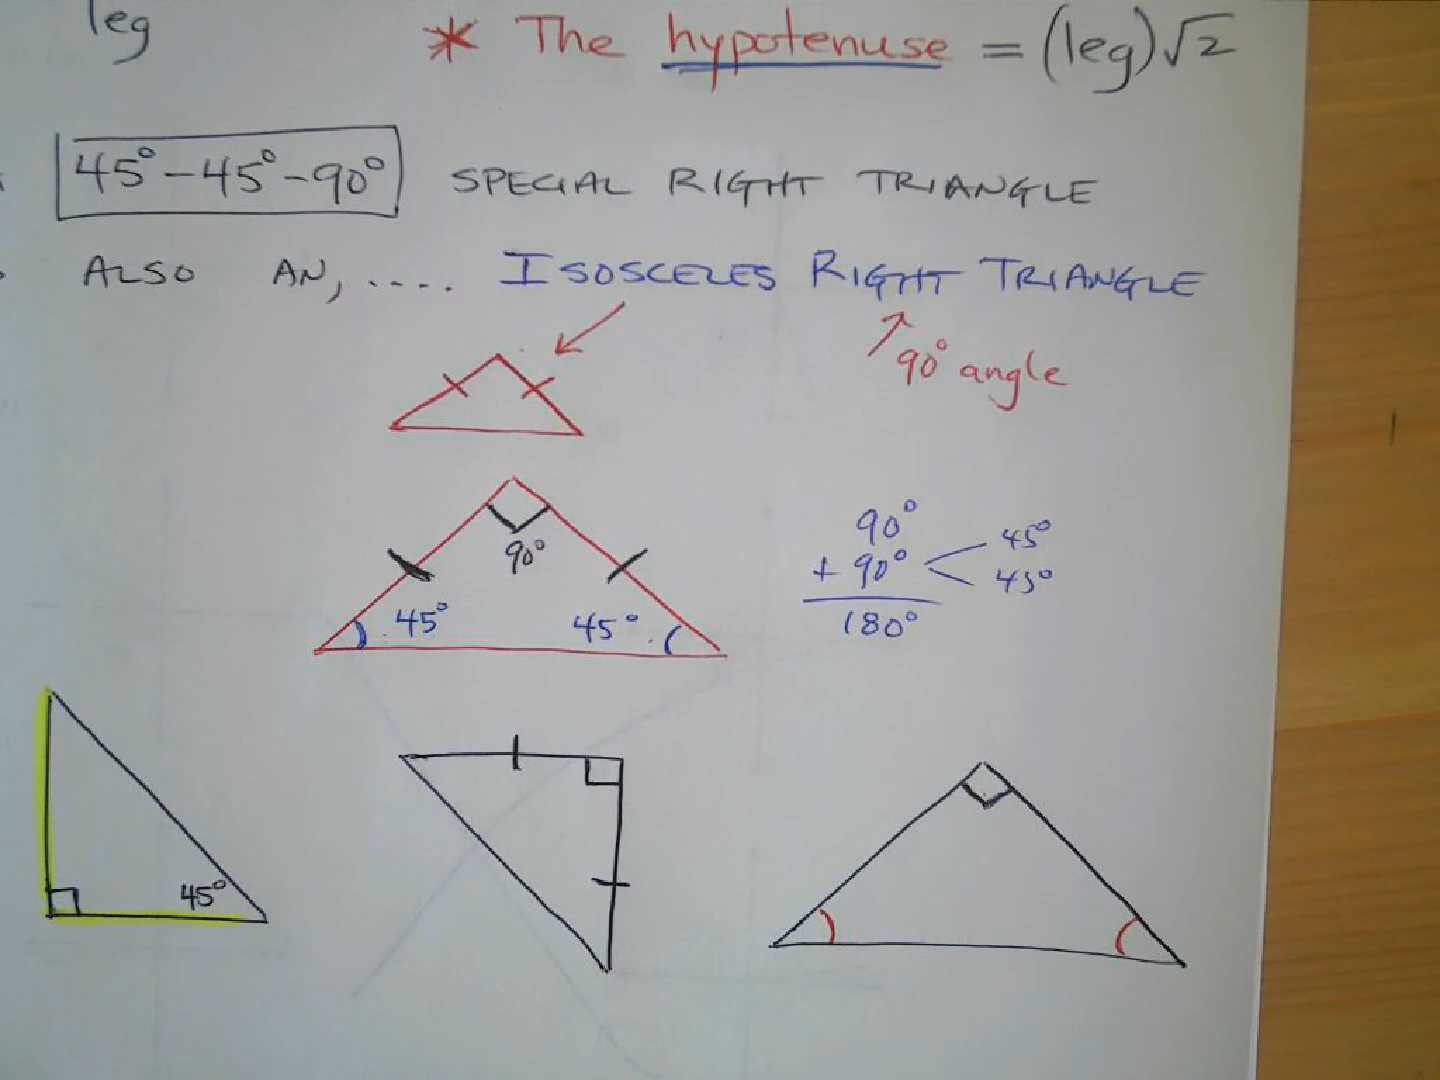 leg
* The hypotenuse = (leg)√2
45°-45°-90° SPECIAL RIGHT TRIANGLE
ALSO AN, .... ISOSCELES RIGHT TRIANGLE
90° angle
90°
45° 45°
90°
+ 90° < 45° 45°
180°
45°